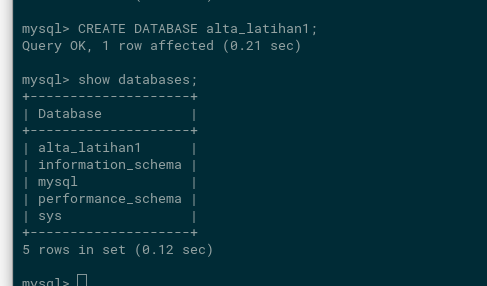 mysql> CREATE DATABASE alta_latihan1;
Query OK, 1 row affected (0.21 sec)
mysql> show databases;
+--------------------+
| Database           |
+--------------------+
| alta_latihan1      |
| information_schema |
| mysql              |
| performance_schema |
| sys                |
+--------------------+
5 rows in set (0.12 sec)
mysql>